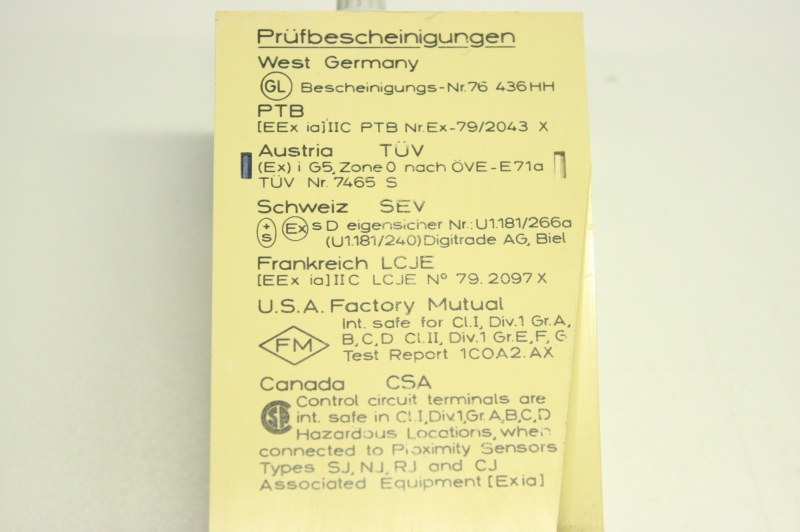 Prüfbescheinigungen
West Germany
GL Bescheinigungs-Nr.76 436HH
PTB
[EEx ia]IIC PTB Nr.Ex-79/2043 X
Austria TÜV
(Ex) i G5, Zone 0 nach ÖVE-E71a
TÜV Nr. 7465 S
Schweiz SEV
+S Ex s D eigensicher Nr.: U1.181/266a
(U1.181/240) Digitrade AG, Biel
Frankreich LCJE
[EEx ia]IIC LCJE Nº 79.2097X
U.S.A. Factory Mutual
Int. safe for Cl.I, Div.1 Gr.A,
FM B,C,D Cl.II, Div.1 Gr.E,F, G
Test Report 1COA2.AX
Canada CSA
Control circuit terminals are
int. safe in Cl.I,Div.1,Gr.A,B,C,D
Hazardous Locations, when
connected to Proximity Sensors
Types SJ, NJ, RJ and CJ
Associated Equipment [Exia]